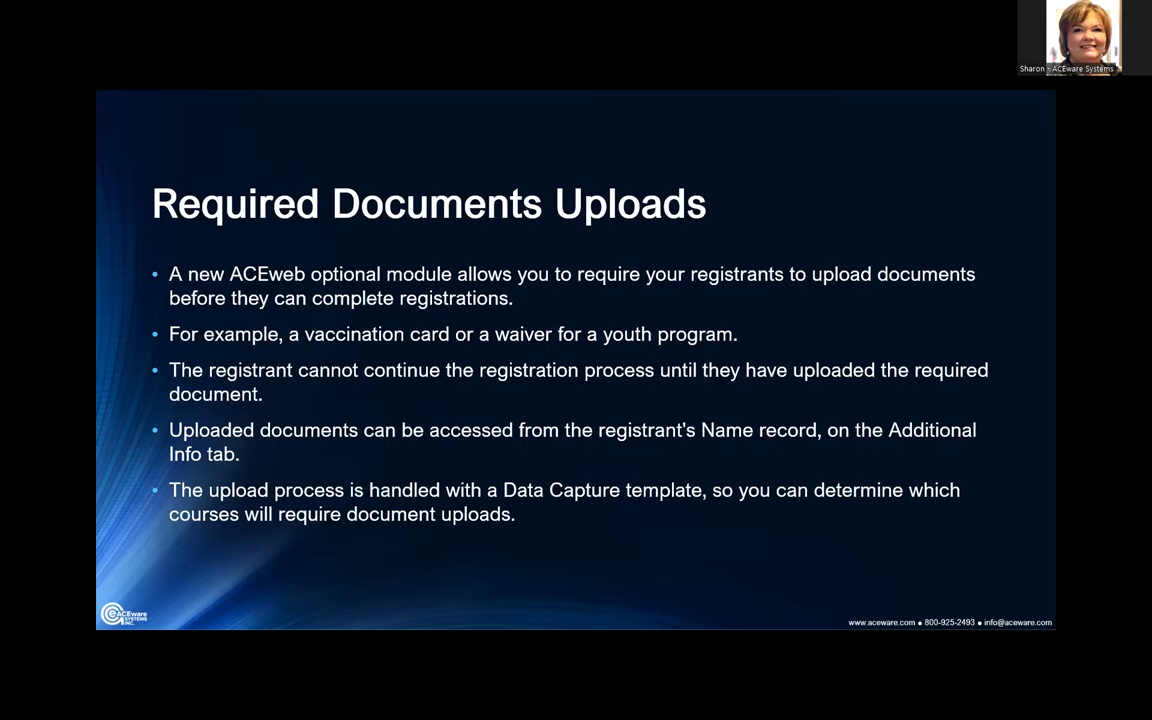 Sharon - ACEware Systems
Required Documents Uploads
• A new ACEweb optional module allows you to require your registrants to upload documents
before they can complete registrations.
• For example, a vaccination card or a waiver for a youth program.
• The registrant cannot continue the registration process until they have uploaded the required
document.
• Uploaded documents can be accessed from the registrant's Name record, on the Additional
Info tab.
• The upload process is handled with a Data Capture template, so you can determine which
courses will require document uploads.
ACEware
SYSTEMS
INC.
www.aceware.com ● 800-925-2493 ● info@aceware.com